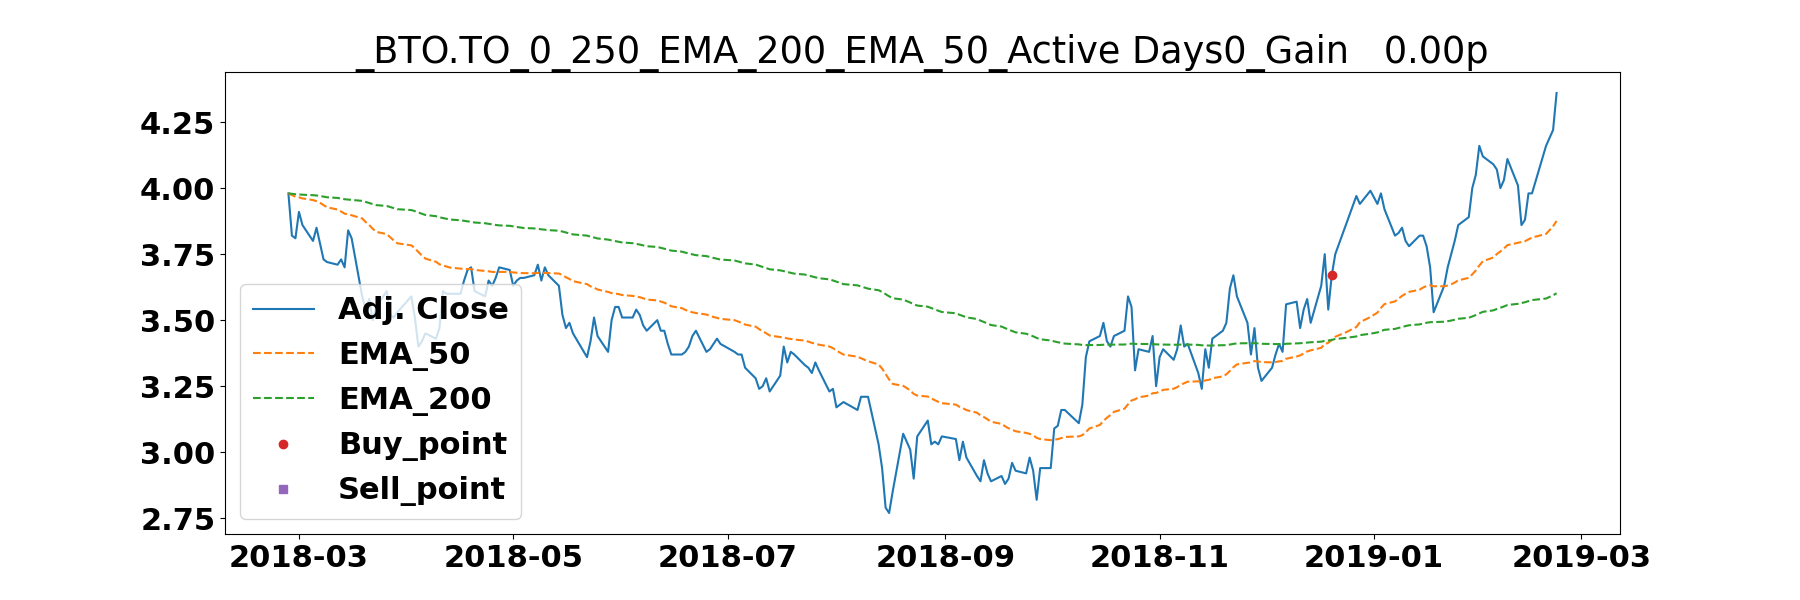 _BTO.TO_0_250_EMA_200_EMA_50_Active Days0_Gain   0.00p
4.25
4.00
3.75
3.50
3.25
3.00
2.75
Adj. Close
EMA_50
EMA_200
Buy_point
Sell_point
2018-03 2018-05 2018-07 2018-09 2018-11 2019-01 2019-03